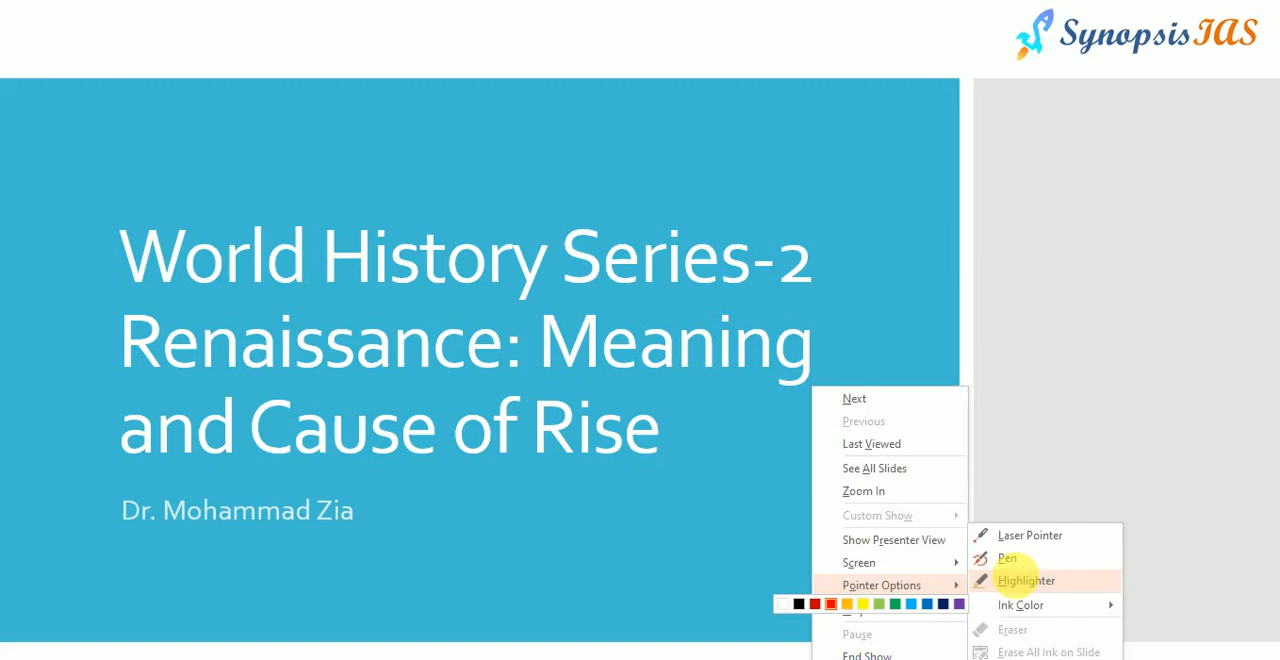 SynopsisIAS
World History Series-2
Renaissance: Meaning
and Cause of Rise
Dr. Mohammad Zia
Next
Previous
Last Viewed
See All Slides
Zoom In
Custom Show
Show Presenter View
Screen
Pointer Options
Pause
End Show
Laser Pointer
Pen
Highlighter
Ink Color
Eraser
Erase All Ink on Slide